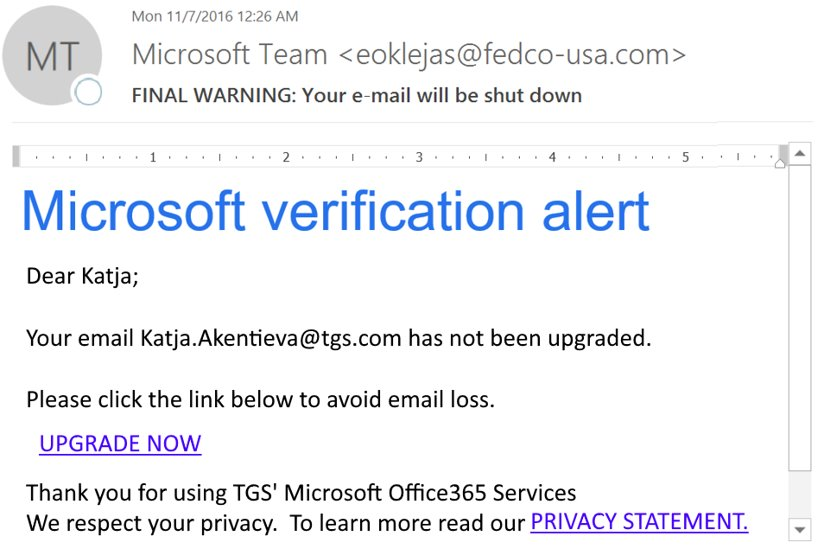 Mon 11/7/2016 12:26 AM
MT
Microsoft Team <eoklejas@fedco-usa.com>
FINAL WARNING: Your e-mail will be shut down
1 2 3 4 5
Microsoft verification alert
Dear Katja;
Your email Katja.Akentieva@tgs.com has not been upgraded.
Please click the link below to avoid email loss.
UPGRADE NOW
Thank you for using TGS' Microsoft Office365 Services
We respect your privacy. To learn more read our PRIVACY STATEMENT.